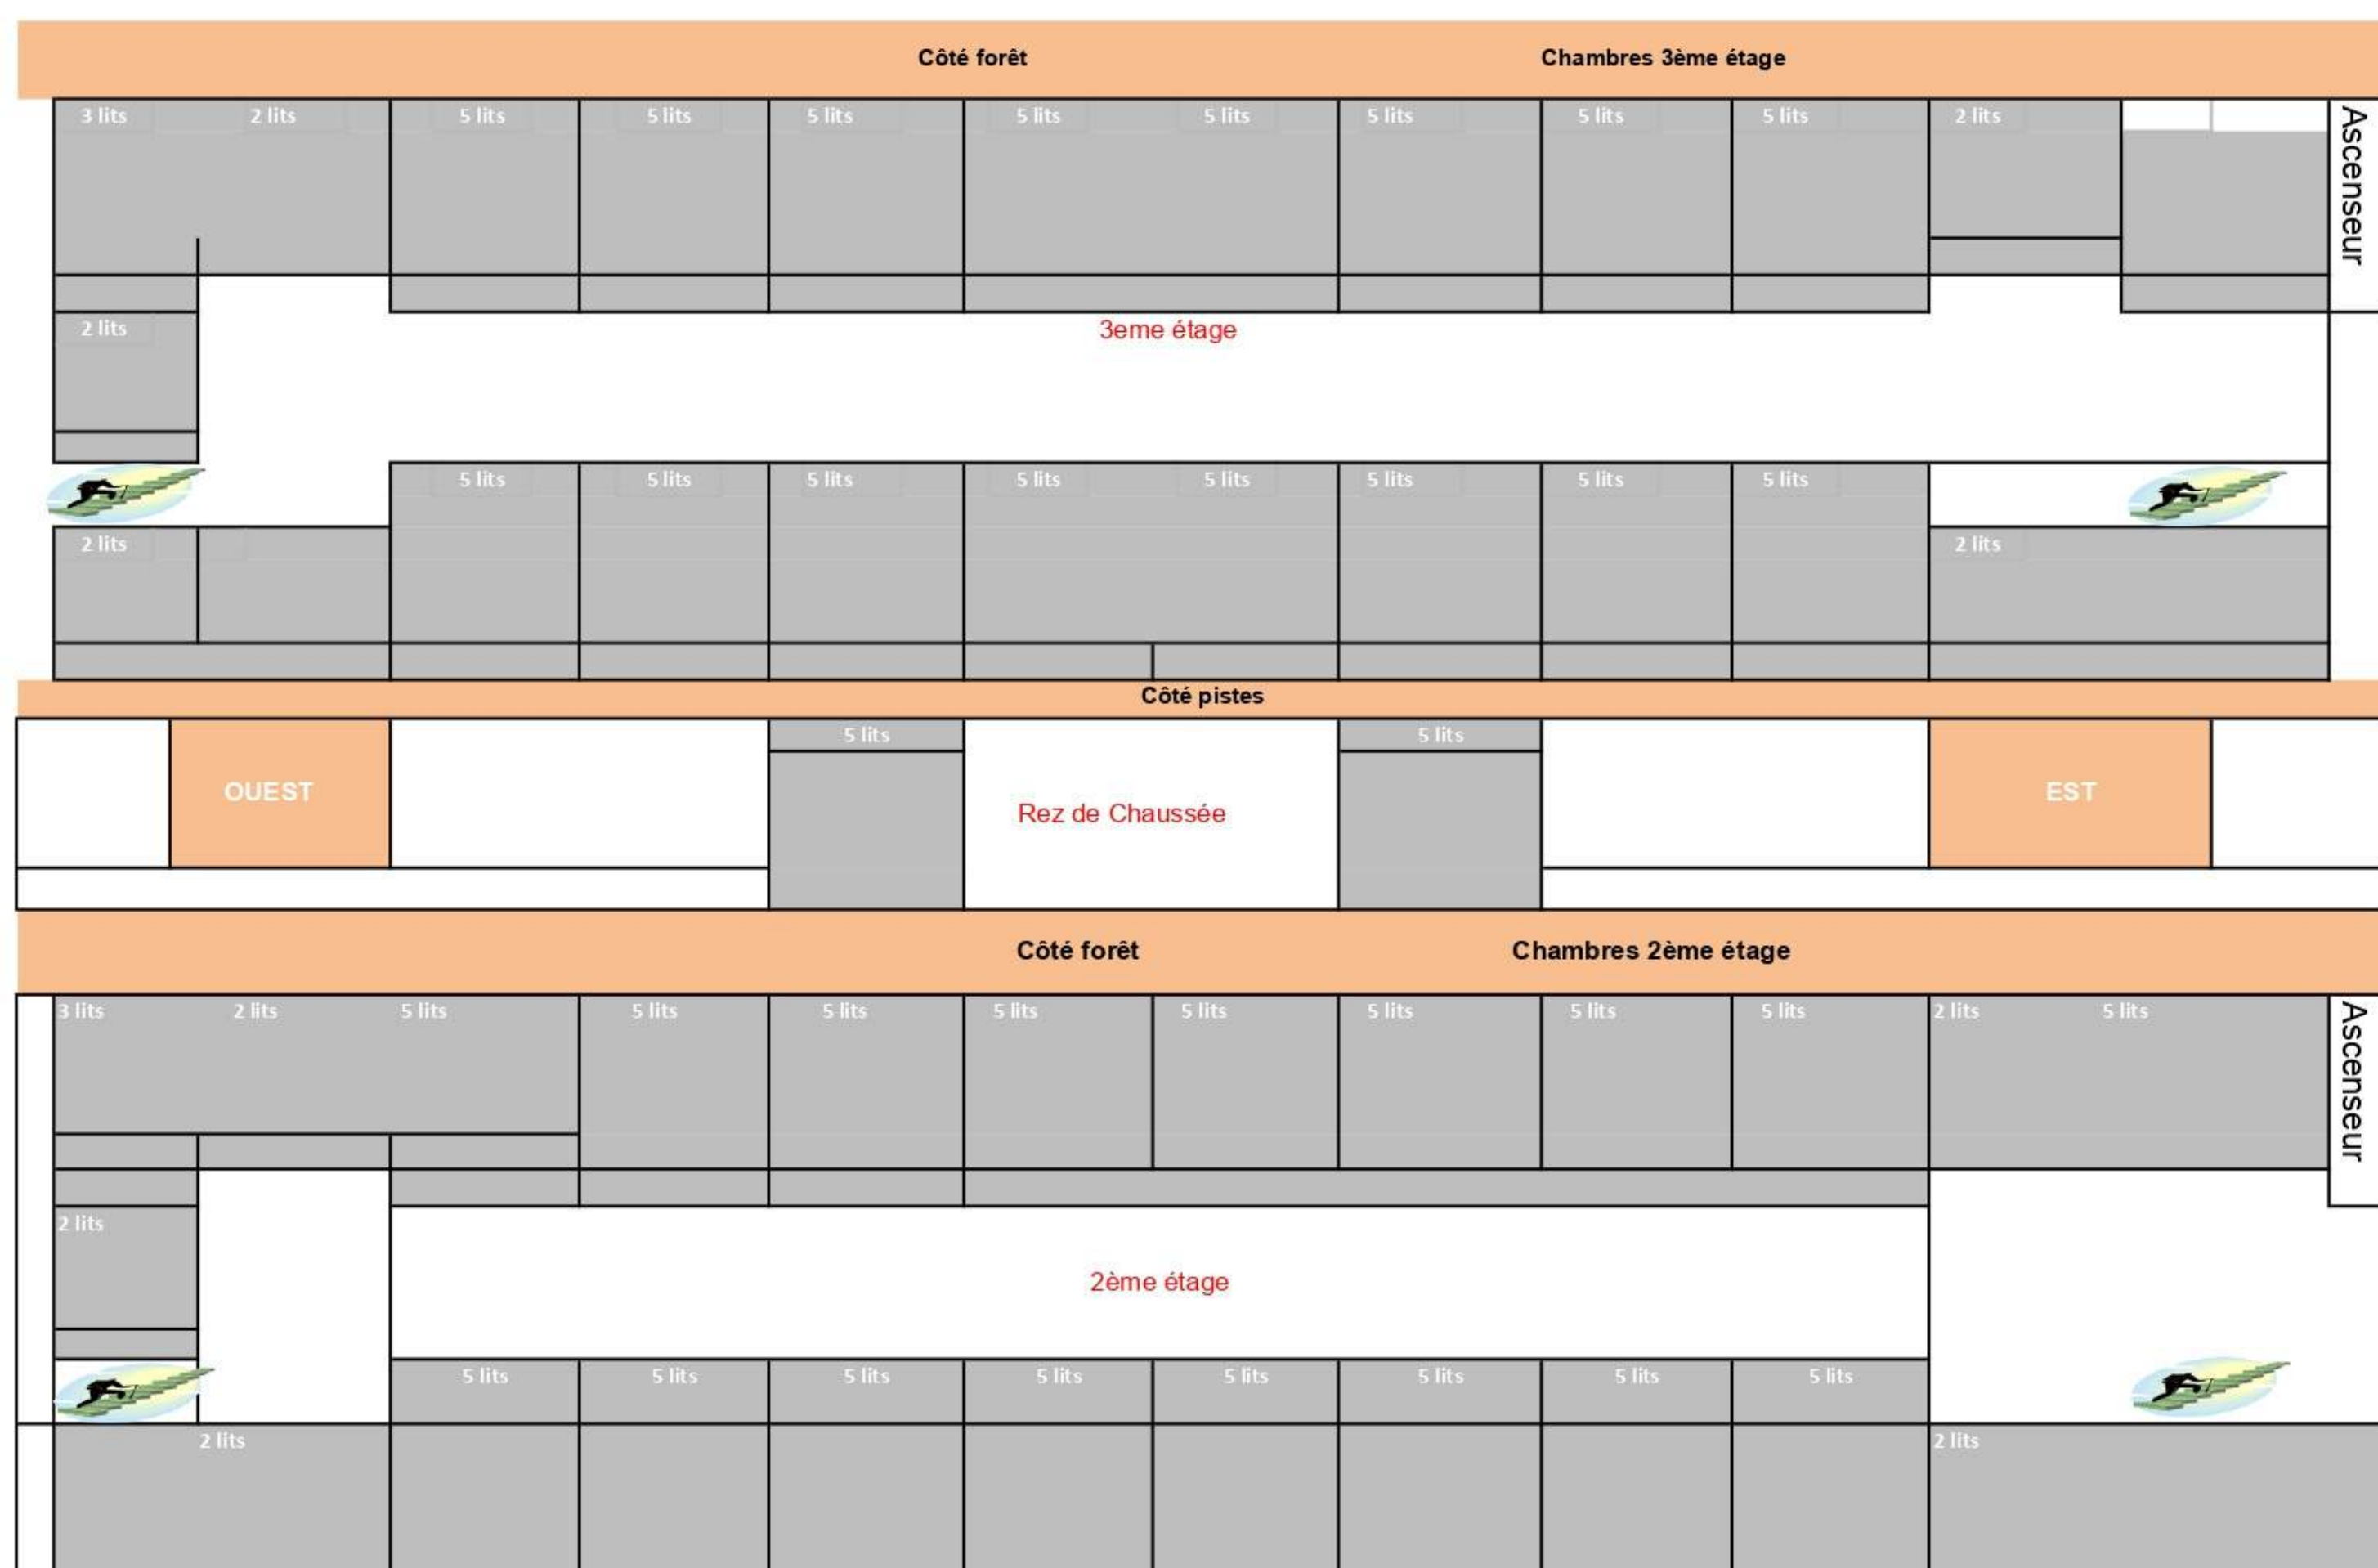 Côté forêt Chambres 3ème étage
3 lits 2 lits 5 lits 5 lits 5 lits 5 lits 5 lits 5 lits 5 lits 5 lits 2 lits
Ascenseur
2 lits
3eme étage
5 lits 5 lits 5 lits 5 lits 5 lits 5 lits 5 lits 5 lits
2 lits 2 lits
Côté pistes
5 lits 5 lits
OUEST EST
Rez de Chaussée
Côté forêt Chambres 2ème étage
3 lits 2 lits 5 lits 5 lits 5 lits 5 lits 5 lits 5 lits 5 lits 5 lits 2 lits 5 lits
Ascenseur
2 lits
2ème étage
5 lits 5 lits 5 lits 5 lits 5 lits 5 lits 5 lits 5 lits
2 lits 2 lits